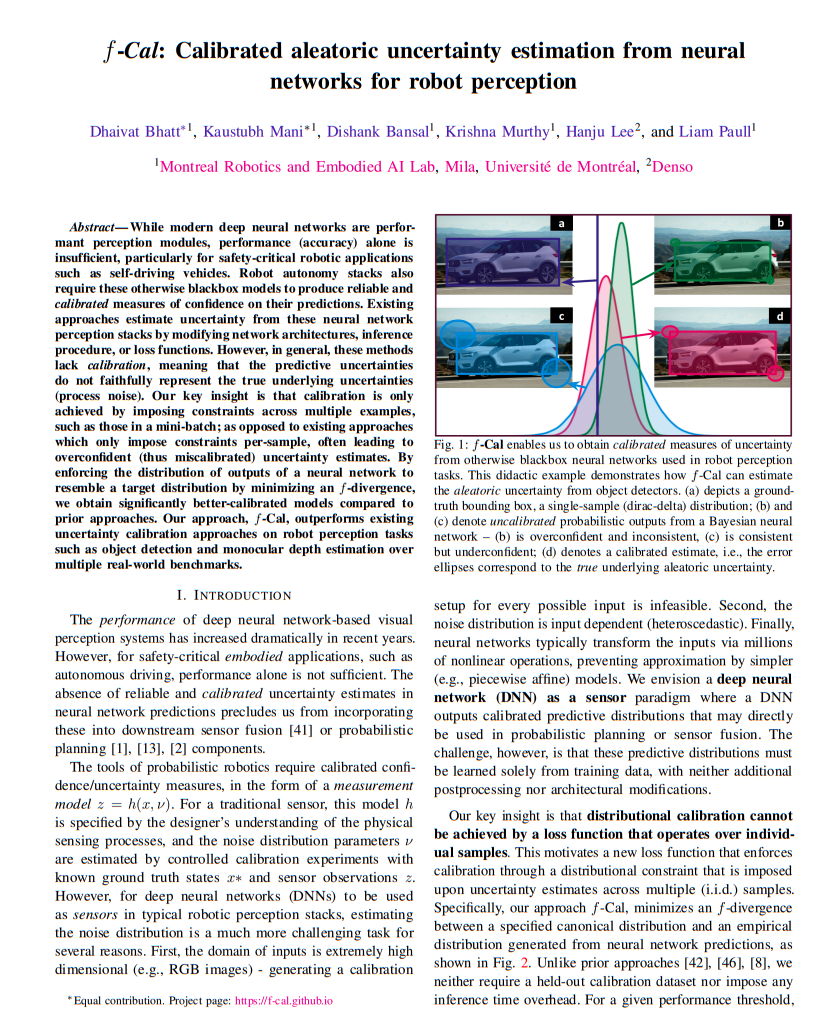 f-Cal: Calibrated aleatoric uncertainty estimation from neural
networks for robot perception
Dhaivat Bhatt*1, Kaustubh Mani*1, Dishank Bansal1, Krishna Murthy1, Hanju Lee2, and Liam Paull1
1Montreal Robotics and Embodied AI Lab, Mila, Université de Montréal, 2Denso
Abstract—While modern deep neural networks are perfor-
mant perception modules, performance (accuracy) alone is
insufficient, particularly for safety-critical robotic applications
such as self-driving vehicles. Robot autonomy stacks also
require these otherwise blackbox models to produce reliable and
calibrated measures of confidence on their predictions. Existing
approaches estimate uncertainty from these neural network
perception stacks by modifying network architectures, inference
procedure, or loss functions. However, in general, these methods
lack calibration, meaning that the predictive uncertainties
do not faithfully represent the true underlying uncertainties
(process noise). Our key insight is that calibration is only
achieved by imposing constraints across multiple examples,
such as those in a mini-batch; as opposed to existing approaches
which only impose constraints per-sample, often leading to
overconfident (thus miscalibrated) uncertainty estimates. By
enforcing the distribution of outputs of a neural network to
resemble a target distribution by minimizing an f-divergence,
we obtain significantly better-calibrated models compared to
prior approaches. Our approach, f-Cal, outperforms existing
uncertainty calibration approaches on robot perception tasks
such as object detection and monocular depth estimation over
multiple real-world benchmarks.
I. INTRODUCTION
The performance of deep neural network-based visual
perception systems has increased dramatically in recent years.
However, for safety-critical embodied applications, such as
autonomous driving, performance alone is not sufficient. The
absence of reliable and calibrated uncertainty estimates in
neural network predictions precludes us from incorporating
these into downstream sensor fusion [41] or probabilistic
planning [1], [13], [2] components.
The tools of probabilistic robotics require calibrated confi-
dence/uncertainty measures, in the form of a measurement
model z = h(x, ν). For a traditional sensor, this model h
is specified by the designer's understanding of the physical
sensing processes, and the noise distribution parameters ν
are estimated by controlled calibration experiments with
known ground truth states x∗ and sensor observations z.
However, for deep neural networks (DNNs) to be used
as sensors in typical robotic perception stacks, estimating
the noise distribution is a much more challenging task for
several reasons. First, the domain of inputs is extremely high
dimensional (e.g., RGB images) - generating a calibration
*Equal contribution. Project page: https://f-cal.github.io
a
b
c
d
Fig. 1: f-Cal enables us to obtain calibrated measures of uncertainty
from otherwise blackbox neural networks used in robot perception
tasks. This didactic example demonstrates how f-Cal can estimate
the aleatoric uncertainty from object detectors. (a) depicts a ground-
truth bounding box, a single-sample (dirac-delta) distribution; (b) and
(c) denote uncalibrated probabilistic outputs from a Bayesian neural
network – (b) is overconfident and inconsistent, (c) is consistent
but underconfident; (d) denotes a calibrated estimate, i.e., the error
ellipses correspond to the true underlying aleatoric uncertainty.
setup for every possible input is infeasible. Second, the
noise distribution is input dependent (heteroscedastic). Finally,
neural networks typically transform the inputs via millions
of nonlinear operations, preventing approximation by simpler
(e.g., piecewise affine) models. We envision a deep neural
network (DNN) as a sensor paradigm where a DNN
outputs calibrated predictive distributions that may directly
be used in probabilistic planning or sensor fusion. The
challenge, however, is that these predictive distributions must
be learned solely from training data, with neither additional
postprocessing nor architectural modifications.
Our key insight is that distributional calibration cannot
be achieved by a loss function that operates over individ-
ual samples. This motivates a new loss function that enforces
calibration through a distributional constraint that is imposed
upon uncertainty estimates across multiple (i.i.d.) samples.
Specifically, our approach f-Cal, minimizes an f-divergence
between a specified canonical distribution and an empirical
distribution generated from neural network predictions, as
shown in Fig. 2. Unlike prior approaches [42], [46], [8], we
neither require a held-out calibration dataset nor impose any
inference time overhead. For a given performance threshold,